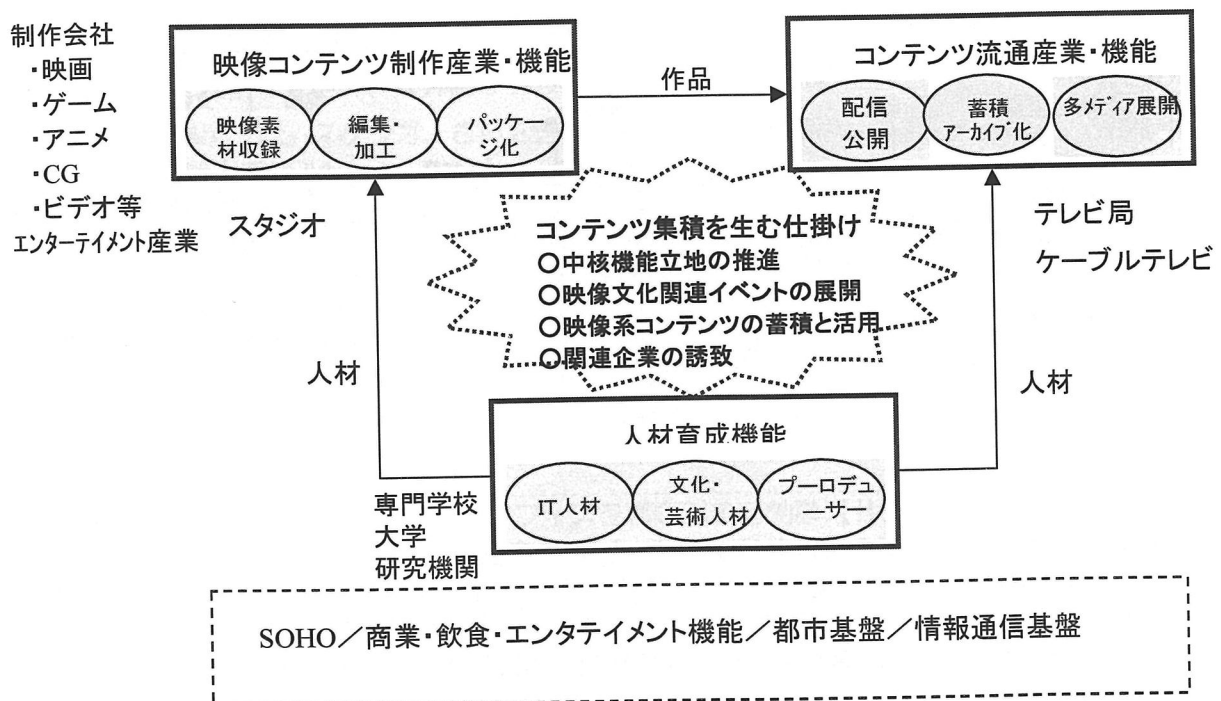 制作会社
・映画
・ゲーム
・アニメ
・CG
・ビデオ等
エンターテイメント産業
映像コンテンツ制作産業・機能
映像素
材収録
編集・
加工
パッケー
ジ化
スタジオ
作品
コンテンツ流通産業・機能
配信
公開
蓄積
アーカイブ化
多メディア展開
テレビ局
ケーブルテレビ
コンテンツ集積を生む仕掛け
○中核機能立地の推進
○映像文化関連イベントの展開
○映像系コンテンツの蓄積と活用
○関連企業の誘致
人材
人材
人材育成機能
IT人材
文化・
芸術人材
プーロデュ
ーサー
専門学校
大学
研究機関
SOHO／商業・飲食・エンタテイメント機能／都市基盤／情報通信基盤